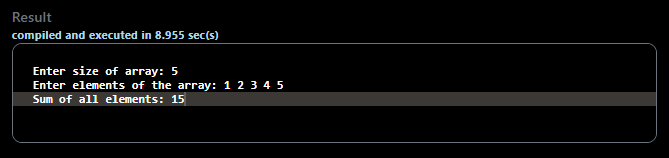 Result
compiled and executed in 8.955 sec(s)
Enter size of array: 5
Enter elements of the array: 1 2 3 4 5
Sum of all elements: 15